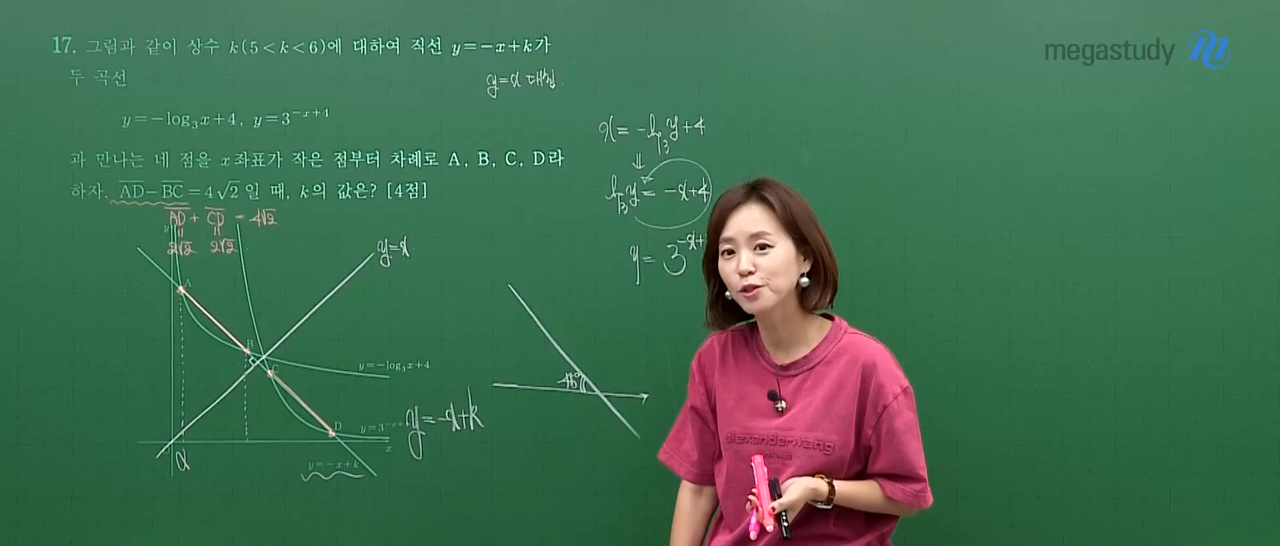 megastudy
17. 그림과 같이 상수 k(5<k<6)에 대하여 직선 y=-x+k가
두 곡선
y=x 대칭
y=-log₃x+4, y=3^{-x+4}
과 만나는 네 점을 x좌표가 작은 점부터 차례로 A, B, C, D라
하자. AD-BC=4√2일 때, k의 값은? [4점]
AD+CD=4√2
2√2 2√2
x=-log₃y+4
log₃y=-x+4
y=3^{-x+
y
A
B
C
D
y=x
y=-log₃x+4
y=3^{-x+
y=-x+k
x
y=-x+k
α
45°
alexanderwang